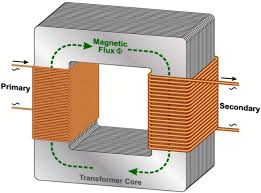 Magnetic
Flux Φ
Primary
Secondary
Transformer Core